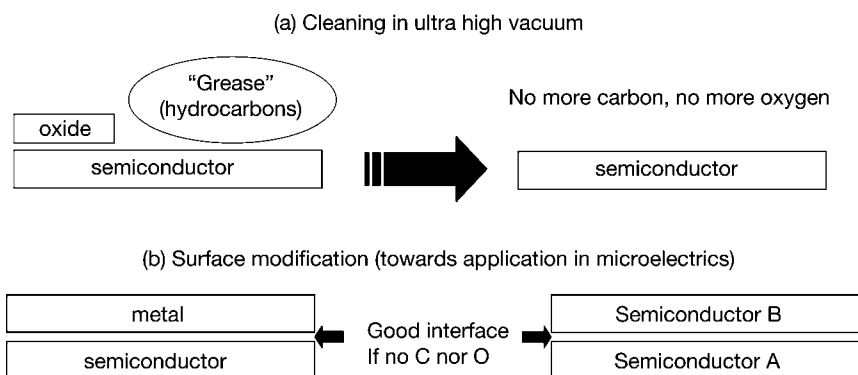 (a) Cleaning in ultra high vacuum
“Grease”
(hydrocarbons)
No more carbon, no more oxygen
oxide
semiconductor
semiconductor
(b) Surface modification (towards application in microelectrics)
metal
Semiconductor B
Good interface
If no C nor O
semiconductor
Semiconductor A